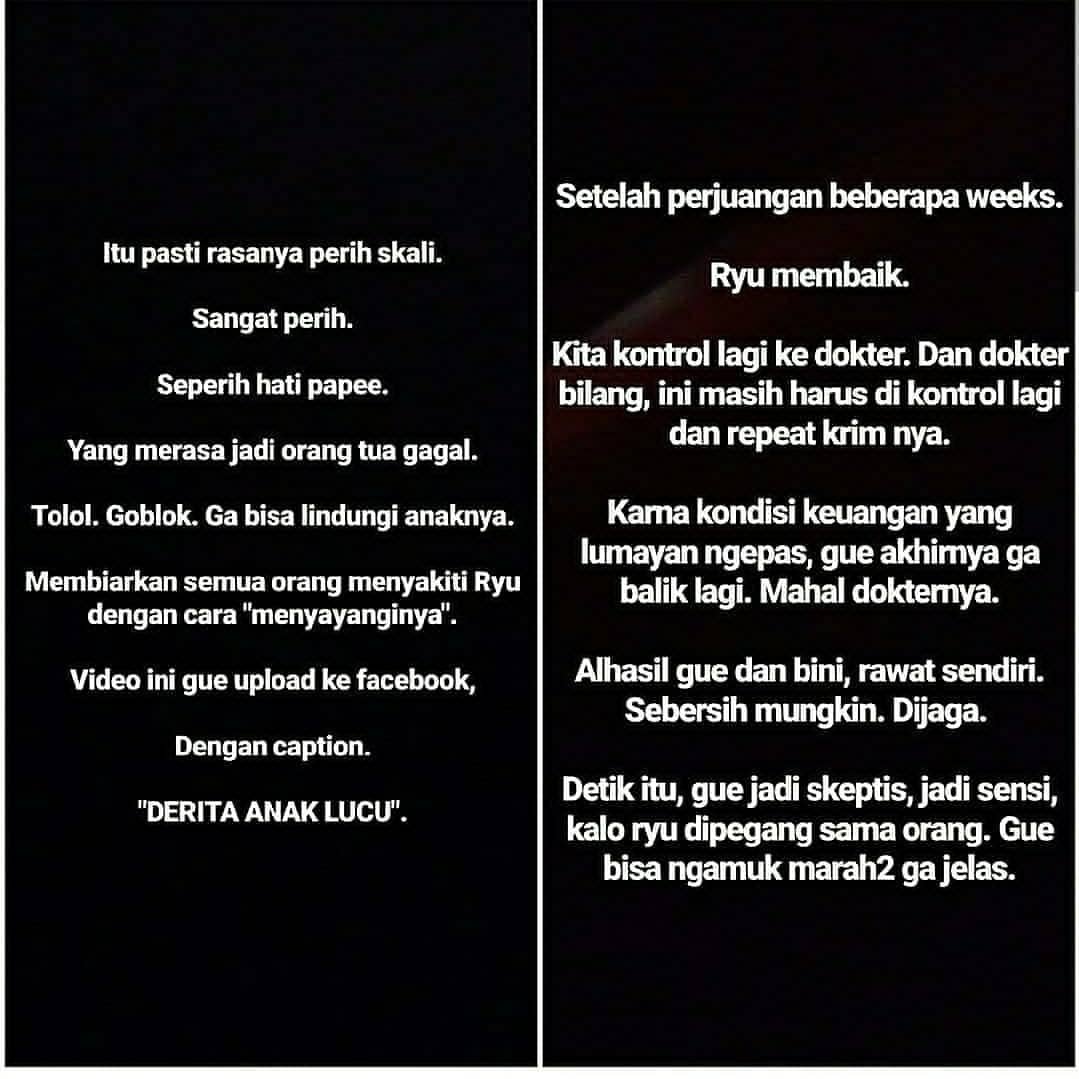 Itu pasti rasanya perih skali.
Sangat perih.
Seperih hati papee.
Yang merasa jadi orang tua gagal.
Tolol. Goblok. Ga bisa lindungi anaknya.
Membiarkan semua orang menyakiti Ryu
dengan cara "menyayanginya".
Video ini gue upload ke facebook,
Dengan caption.
"DERITA ANAK LUCU".
Setelah perjuangan beberapa weeks.
Ryu membaik.
Kita kontrol lagi ke dokter. Dan dokter
bilang, ini masih harus di kontrol lagi
dan repeat krim nya.
Karna kondisi keuangan yang
lumayan ngepas, gue akhirnya ga
balik lagi. Mahal dokternya.
Alhasil gue dan bini, rawat sendiri.
Sebersih mungkin. Dijaga.
Detik itu, gue jadi skeptis, jadi sensi,
kalo ryu dipegang sama orang. Gue
bisa ngamuk marah2 ga jelas.